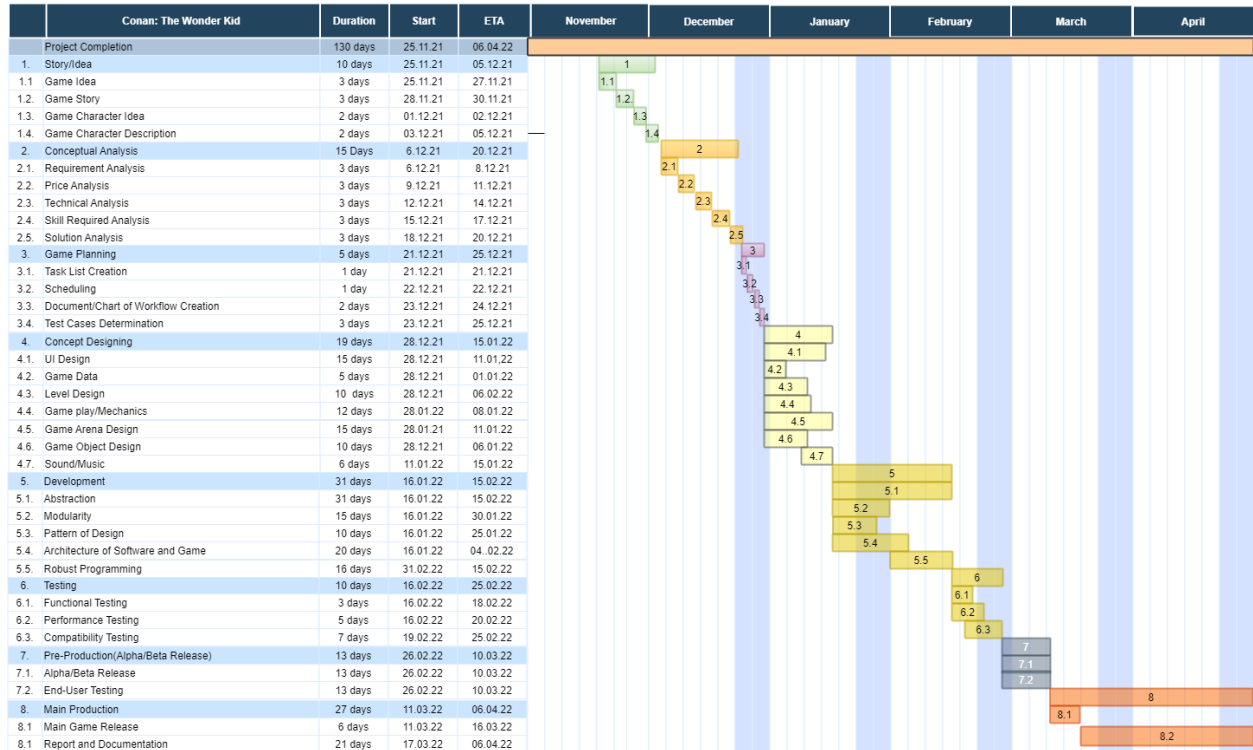 Conan: The Wonder Kid Duration Start ETA November December January February March April
Project Completion 130 days 25.11.21 06.04.22
1. Story/Idea 10 days 25.11.21 05.12.21 1
1.1 Game Idea 3 days 25.11.21 27.11.21 1.1
1.2. Game Story 3 days 28.11.21 30.11.21 1.2.
1.3. Game Character Idea 2 days 01.12.21 02.12.21 1.3
1.4. Game Character Description 2 days 03.12.21 05.12.21 1.4
2. Conceptual Analysis 15 Days 6.12.21 20.12.21 2
2.1. Requirement Analysis 3 days 6.12.21 8.12.21 2.1
2.2. Price Analysis 3 days 9.12.21 11.12.21 2.2
2.3. Technical Analysis 3 days 12.12.21 14.12.21 2.3
2.4. Skill Required Analysis 3 days 15.12.21 17.12.21 2.4
2.5. Solution Analysis 3 days 18.12.21 20.12.21 2.5
3. Game Planning 5 days 21.12.21 25.12.21 3
3.1. Task List Creation 1 day 21.12.21 21.12.21 3.1
3.2. Scheduling 1 day 22.12.21 22.12.21 3.2
3.3. Document/Chart of Workflow Creation 2 days 23.12.21 24.12.21 3.3
3.4. Test Cases Determination 3 days 23.12.21 25.12.21 3.4
4. Concept Designing 19 days 28.12.21 15.01.22 4
4.1. UI Design 15 days 28.12.21 11.01,22 4.1
4.2. Game Data 5 days 28.12.21 01.01.22 4.2
4.3. Level Design 10 days 28.12.21 06.02.22 4.3
4.4. Game play/Mechanics 12 days 28.01.22 08.01.22 4.4
4.5. Game Arena Design 15 days 28.01.21 11.01.22 4.5
4.6. Game Object Design 10 days 28.12.21 06.01.22 4.6
4.7. Sound/Music 6 days 11.01.22 15.01.22 4.7
5. Development 31 days 16.01.22 15.02.22 5
5.1. Abstraction 31 days 16.01.22 15.02.22 5.1
5.2. Modularity 15 days 16.01.22 30.01.22 5.2
5.3. Pattern of Design 10 days 16.01.22 25.01.22 5.3
5.4. Architecture of Software and Game 20 days 16.01.22 04..02.22 5.4
5.5. Robust Programming 16 days 31.02.22 15.02.22 5.5
6. Testing 10 days 16.02.22 25.02.22 6
6.1. Functional Testing 3 days 16.02.22 18.02.22 6.1
6.2. Performance Testing 5 days 16.02.22 20.02.22 6.2
6.3. Compatibility Testing 7 days 19.02.22 25.02.22 6.3
7. Pre-Production(Alpha/Beta Release) 13 days 26.02.22 10.03.22 7
7.1. Alpha/Beta Release 13 days 26.02.22 10.03.22 7.1
7.2. End-User Testing 13 days 26.02.22 10.03.22 7.2
8. Main Production 27 days 11.03.22 06.04.22 8
8.1 Main Game Release 6 days 11.03.22 16.03.22 8.1
8.1 Report and Documentation 21 days 17.03.22 06.04.22 8.2